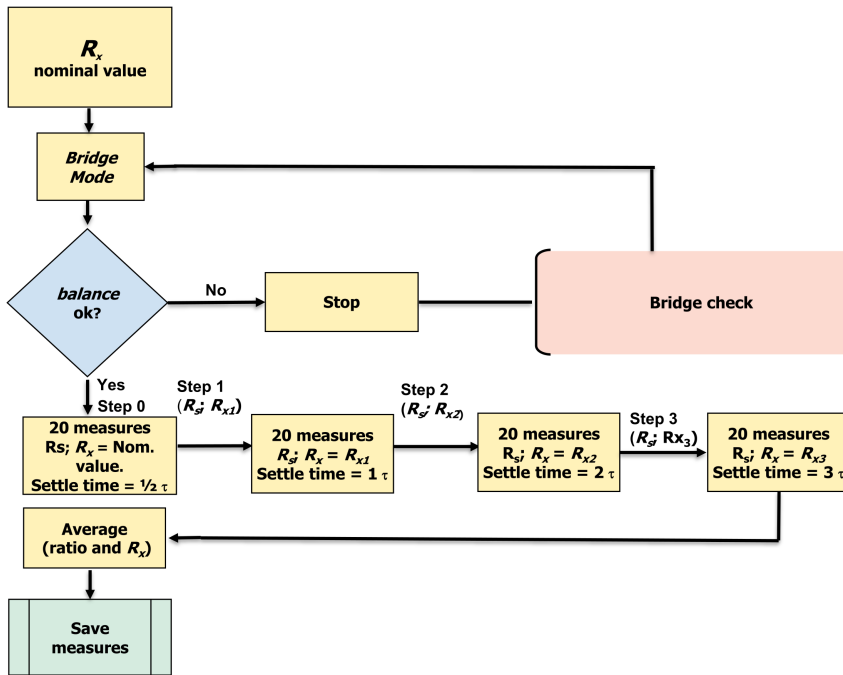 Rx
nominal value
Bridge
Mode
balance
ok?
No
Stop
Bridge check
Yes
Step 0
Step 1
(Rs; Rx1)
Step 2
(Rs; Rx2)
Step 3
(Rs; Rx3)
20 measures
Rs; Rx = Nom.
value.
Settle time = ½ τ
20 measures
Rs; Rx = Rx1
Settle time = 1 τ
20 measures
Rs; Rx = Rx2
Settle time = 2 τ
20 measures
Rs; Rx = Rx3
Settle time = 3 τ
Average
(ratio and Rx)
Save
measures